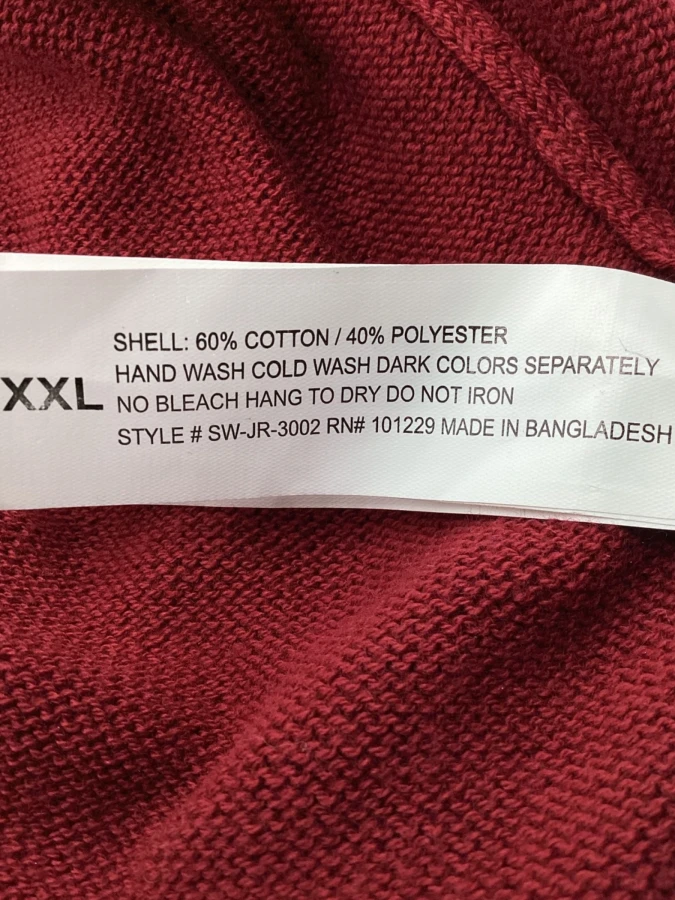 XXL
SHELL: 60% COTTON / 40% POLYESTER
HAND WASH COLD WASH DARK COLORS SEPARATELY
NO BLEACH HANG TO DRY DO NOT IRON
STYLE # SW-JR-3002 RN# 101229 MADE IN BANGLADESH